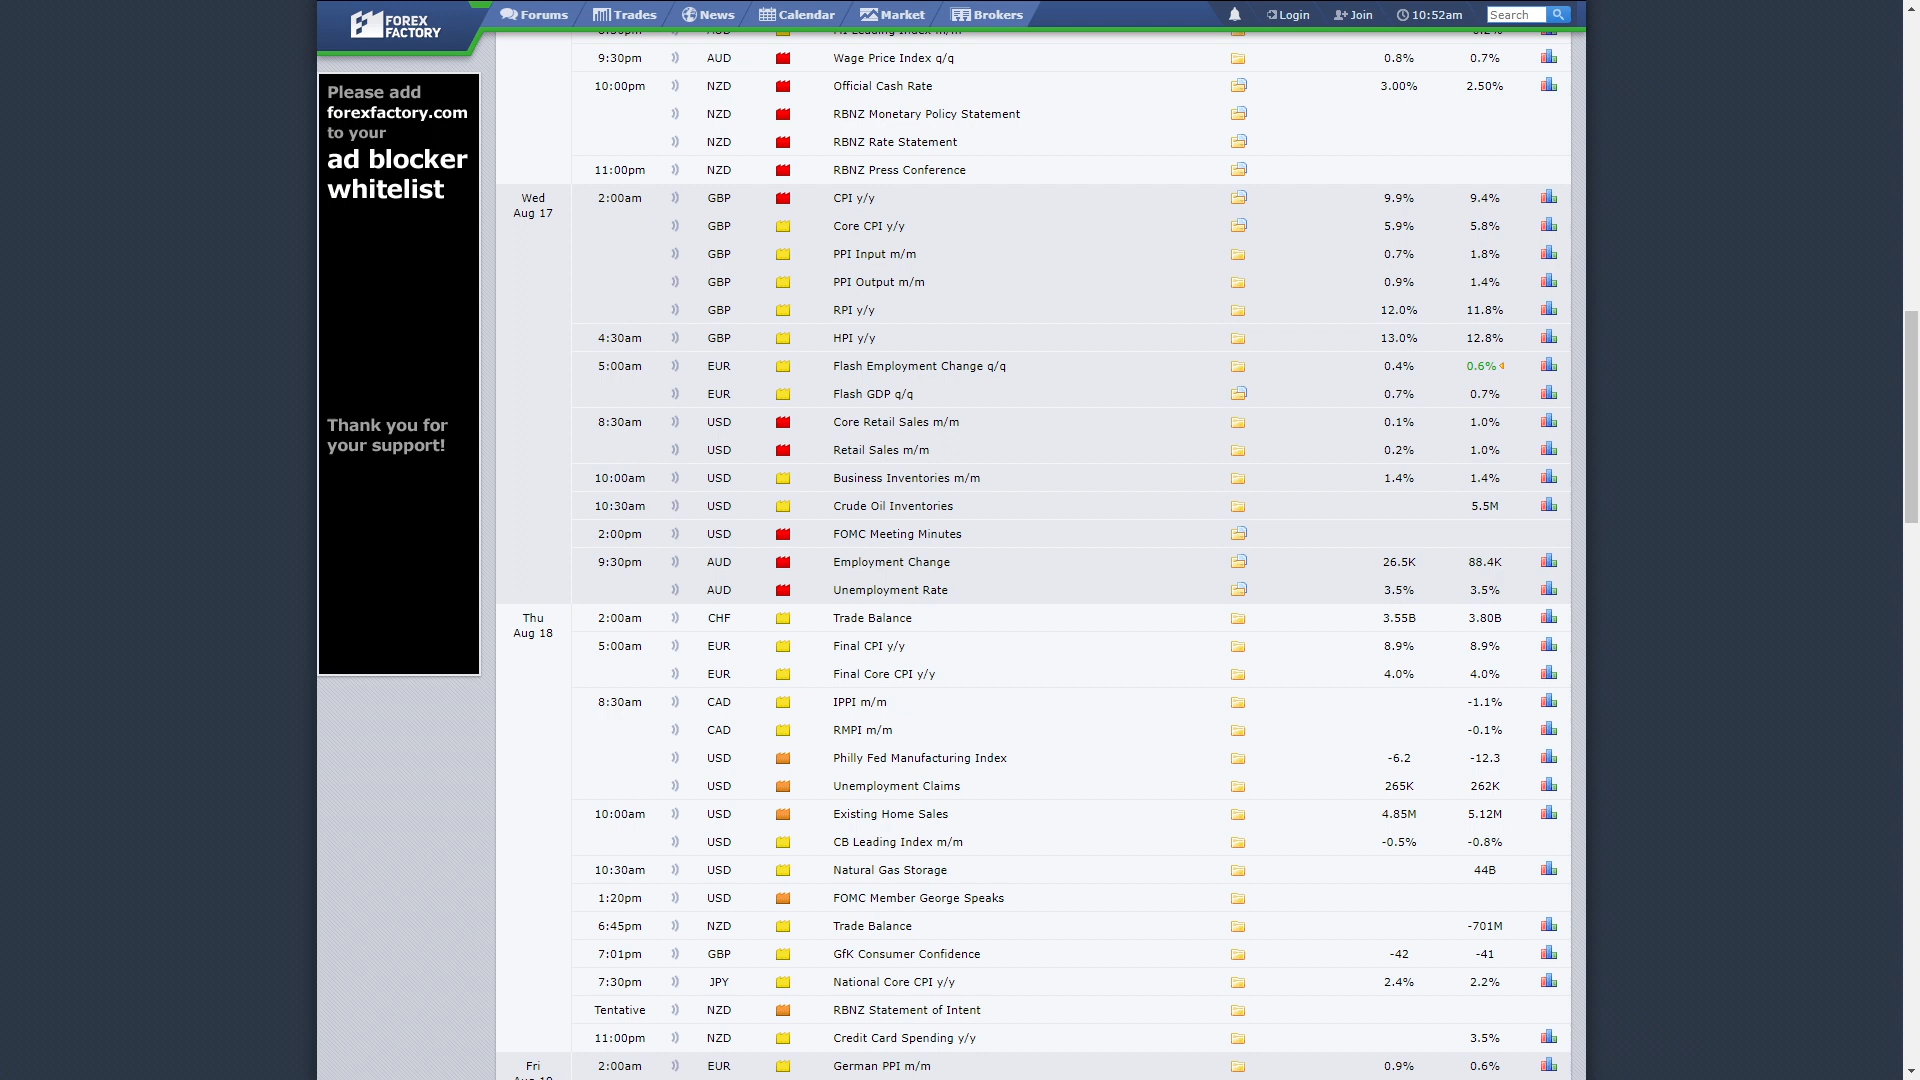 FOREX
FACTORY
Forums Trades News Calendar Market Brokers Login Join 10:52am Search
Please add
forexfactory.com
to your
ad blocker
whitelist
Thank you for
your support!
9:30pm AUD Wage Price Index q/q 0.8% 0.7%
10:00pm NZD Official Cash Rate 3.00% 2.50%
NZD RBNZ Monetary Policy Statement
NZD RBNZ Rate Statement
11:00pm NZD RBNZ Press Conference
Wed 2:00am GBP CPI y/y 9.9% 9.4%
Aug 17
GBP Core CPI y/y 5.9% 5.8%
GBP PPI Input m/m 0.7% 1.8%
GBP PPI Output m/m 0.9% 1.4%
GBP RPI y/y 12.0% 11.8%
4:30am GBP HPI y/y 13.0% 12.8%
5:00am EUR Flash Employment Change q/q 0.4% 0.6%
EUR Flash GDP q/q 0.7% 0.7%
8:30am USD Core Retail Sales m/m 0.1% 1.0%
USD Retail Sales m/m 0.2% 1.0%
10:00am USD Business Inventories m/m 1.4% 1.4%
10:30am USD Crude Oil Inventories 5.5M
2:00pm USD FOMC Meeting Minutes
9:30pm AUD Employment Change 26.5K 88.4K
AUD Unemployment Rate 3.5% 3.5%
Thu 2:00am CHF Trade Balance 3.55B 3.80B
Aug 18
5:00am EUR Final CPI y/y 8.9% 8.9%
EUR Final Core CPI y/y 4.0% 4.0%
8:30am CAD IPPI m/m -1.1%
CAD RMPI m/m -0.1%
USD Philly Fed Manufacturing Index -6.2 -12.3
USD Unemployment Claims 265K 262K
10:00am USD Existing Home Sales 4.85M 5.12M
USD CB Leading Index m/m -0.5% -0.8%
10:30am USD Natural Gas Storage 44B
1:20pm USD FOMC Member George Speaks
6:45pm NZD Trade Balance -701M
7:01pm GBP GfK Consumer Confidence -42 -41
7:30pm JPY National Core CPI y/y 2.4% 2.2%
Tentative NZD RBNZ Statement of Intent
11:00pm NZD Credit Card Spending y/y 3.5%
Fri 2:00am EUR German PPI m/m 0.9% 0.6%